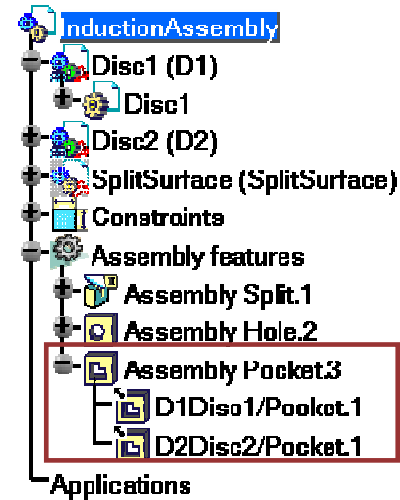 InductionAssembly
Disc1 (D1)
Disc1
Disc2 (D2)
SplitSurface (SplitSurface)
Constraints
Assembly features
Assembly Split.1
Assembly Hole.2
Assembly Pocket.3
D1Disc1/Pocket.1
D2Disc2/Pocket.1
Applications